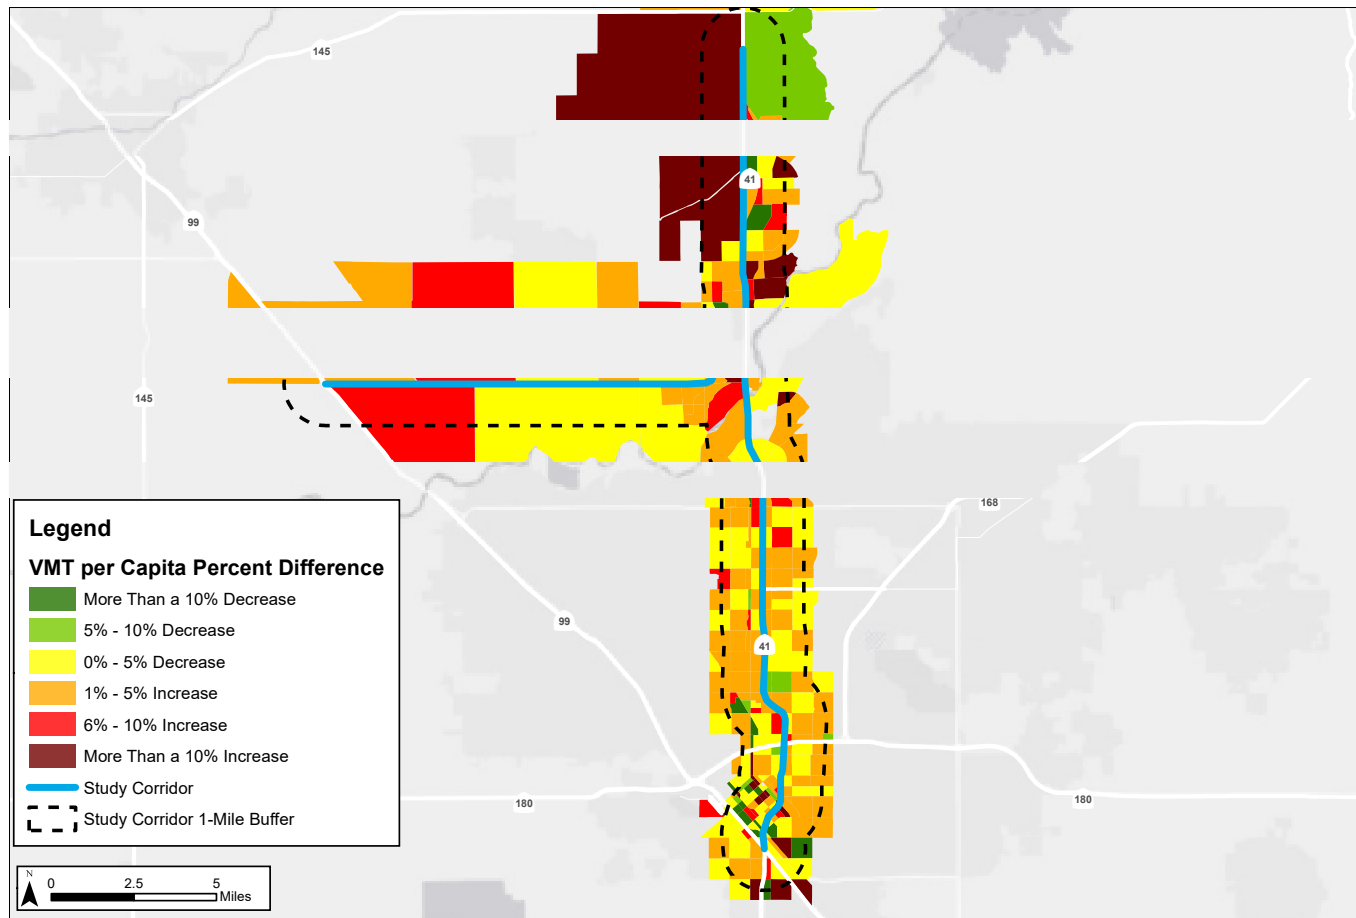 145
41
99
145
168
Legend
VMT per Capita Percent Difference
More Than a 10% Decrease
5% - 10% Decrease
0% - 5% Decrease
1% - 5% Increase
6% - 10% Increase
More Than a 10% Increase
Study Corridor
Study Corridor 1-Mile Buffer
99
41
180
180
N
0 2.5 5
Miles